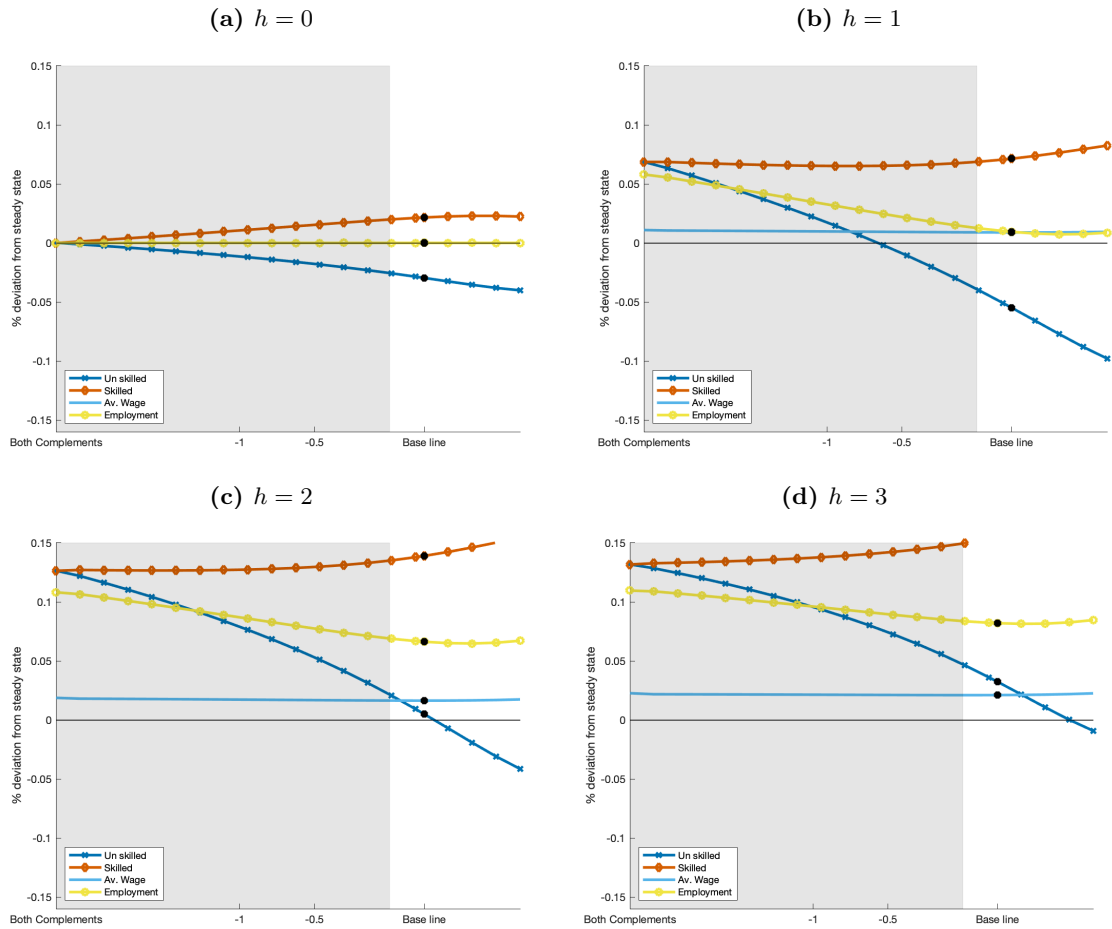 (a) h = 0
% deviation from steady state
0.15
0.1
0.05
0
-0.05
-0.1
-0.15
Un skilled
Skilled
Av. Wage
Employment
Both Complements
-1
-0.5
Base line
(b) h = 1
% deviation from steady state
0.15
0.1
0.05
0
-0.05
-0.1
-0.15
Un skilled
Skilled
Av. Wage
Employment
Both Complements
-1
-0.5
Base line
(c) h = 2
% deviation from steady state
0.15
0.1
0.05
0
-0.05
-0.1
-0.15
Un skilled
Skilled
Av. Wage
Employment
Both Complements
-1
-0.5
Base line
(d) h = 3
% deviation from steady state
0.15
0.1
0.05
0
-0.05
-0.1
-0.15
Un skilled
Skilled
Av. Wage
Employment
Both Complements
-1
-0.5
Base line